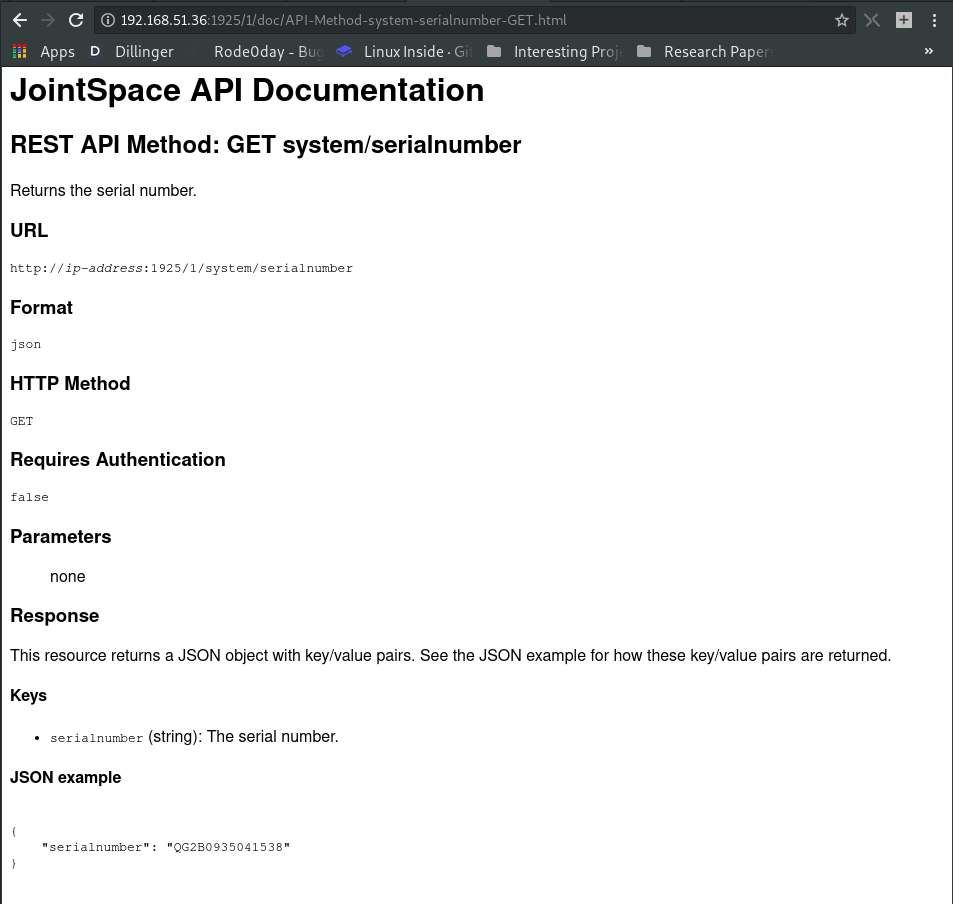 192.168.51.36:1925/1/doc/API-Method-system-serialnumber-GET.html
Apps D Dillinger Rode0day - Bug Linux Inside · Git Interesting Proj Research Paper »
JointSpace API Documentation
REST API Method: GET system/serialnumber
Returns the serial number.
URL
http://ip-address:1925/1/system/serialnumber
Format
json
HTTP Method
GET
Requires Authentication
false
Parameters
none
Response
This resource returns a JSON object with key/value pairs. See the JSON example for how these key/value pairs are returned.
Keys
• serialnumber (string): The serial number.
JSON example
{
"serialnumber": "QG2B0935041538"
}